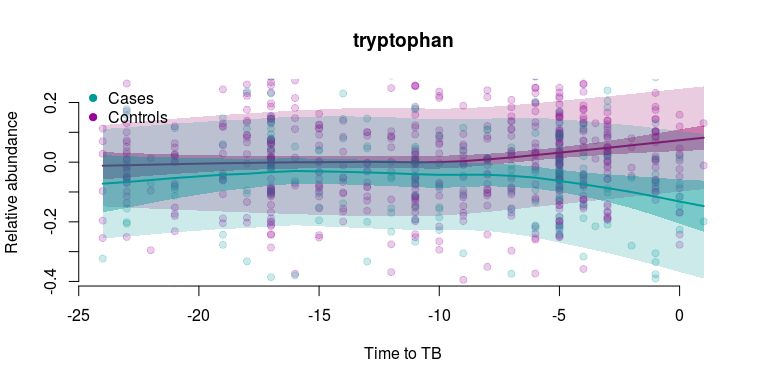 tryptophan
Relative abundance
0.2
0.0
-0.2
-0.4
Cases
Controls
-25 -20 -15 -10 -5 0
Time to TB